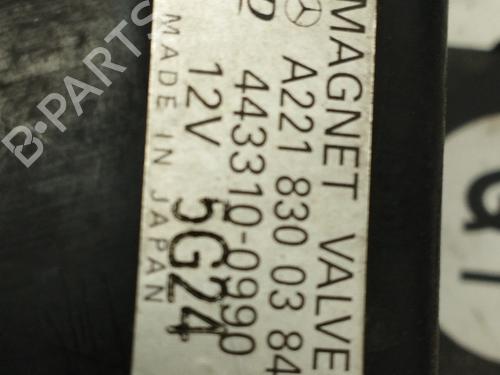 MAGNET VALVE
A221 830 03 84
D 443310-0990
12V 5G24
MADE IN JAPAN
B-PARTS